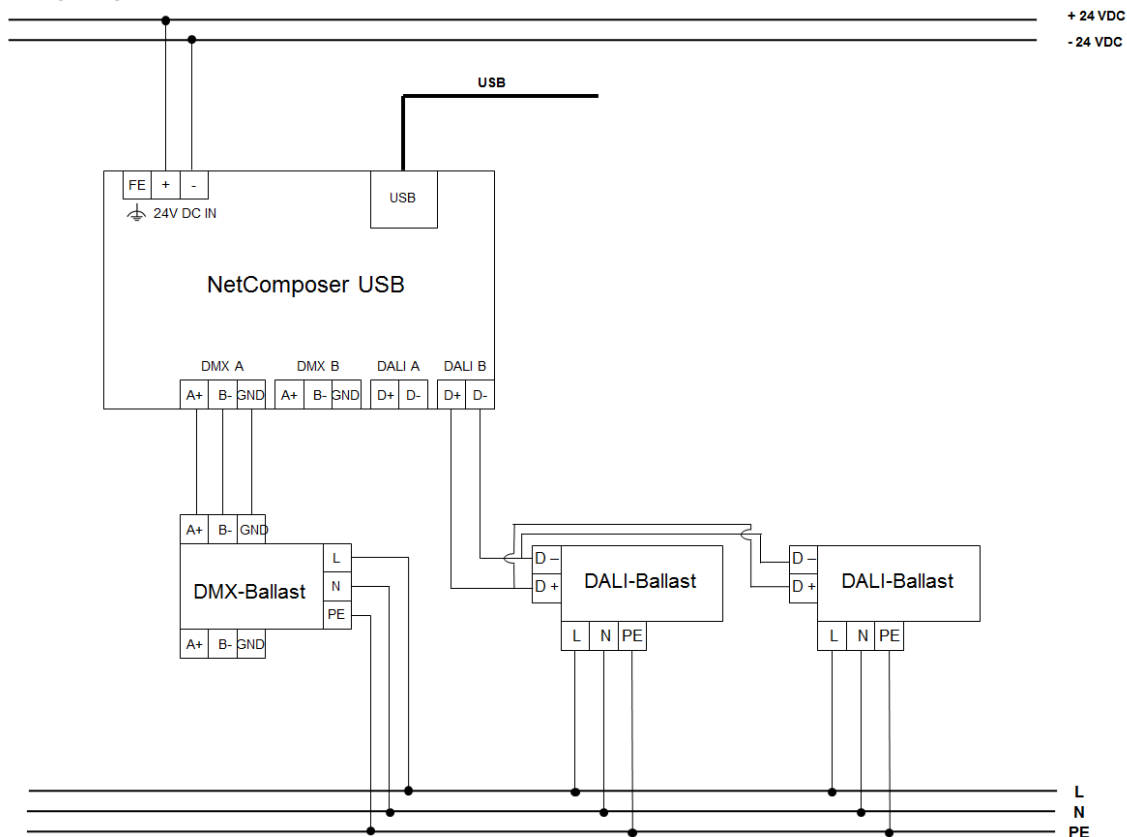 + 24 VDC
- 24 VDC
USB
FE + -
USB
24V DC IN
NetComposer USB
DMX A DMX B DALI A DALI B
A+ B- GND A+ B- GND D+ D- D+ D-
A+ B- GND
L
D – DALI-Ballast D – DALI-Ballast
DMX-Ballast N D + D +
PE
A+ B- GND L N PE L N PE
L
N
PE